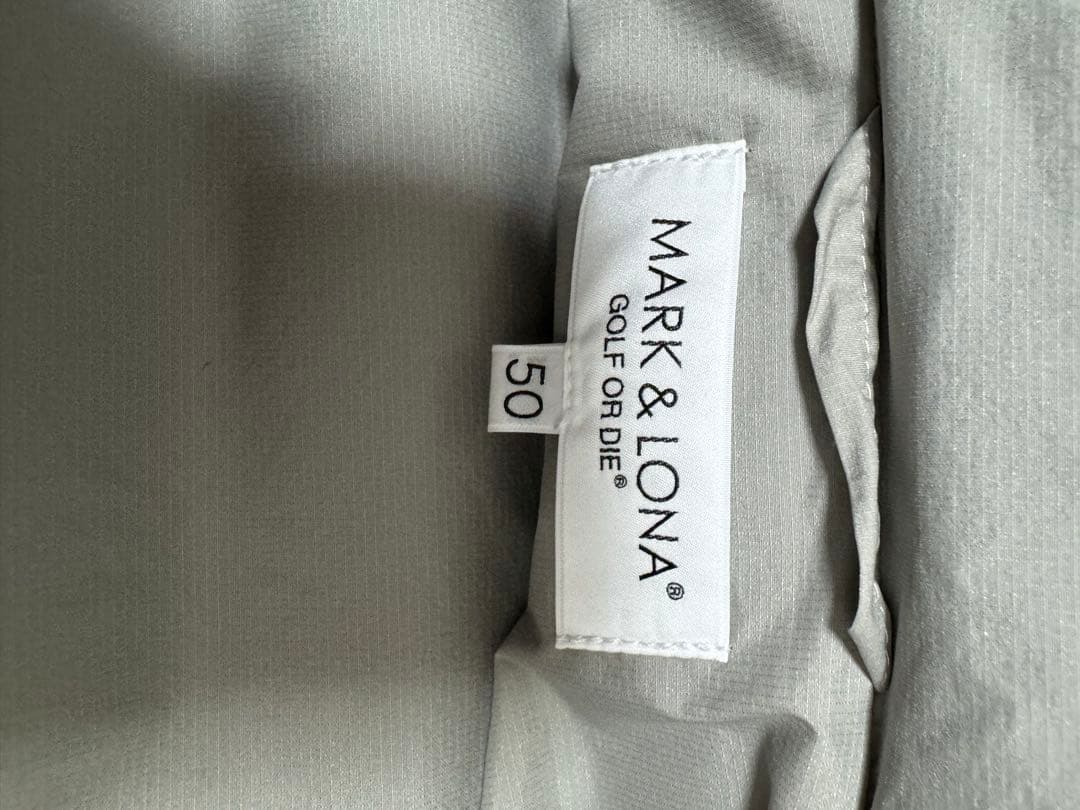 MARK & LONA®
GOLF OR DIE®
50